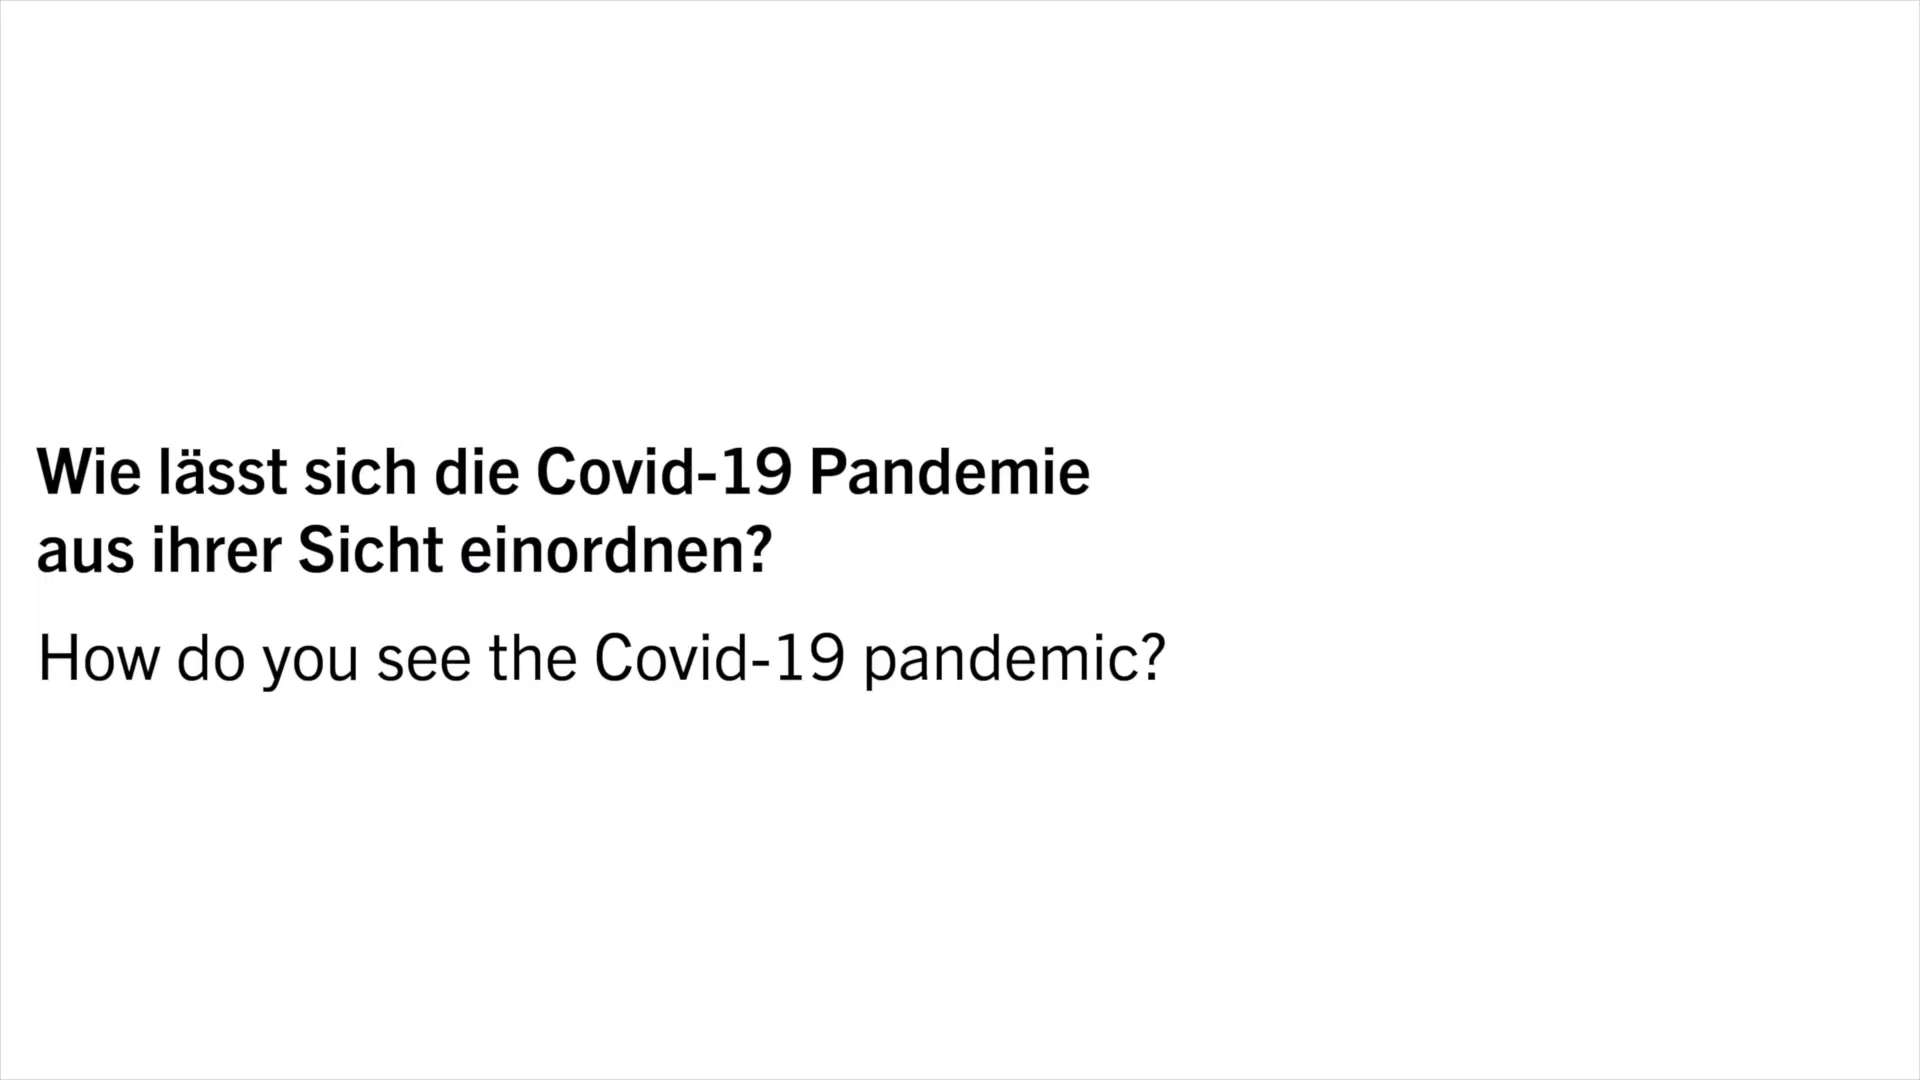 Wie lässt sich die Covid-19 Pandemie
aus ihrer Sicht einordnen?
How do you see the Covid-19 pandemic?